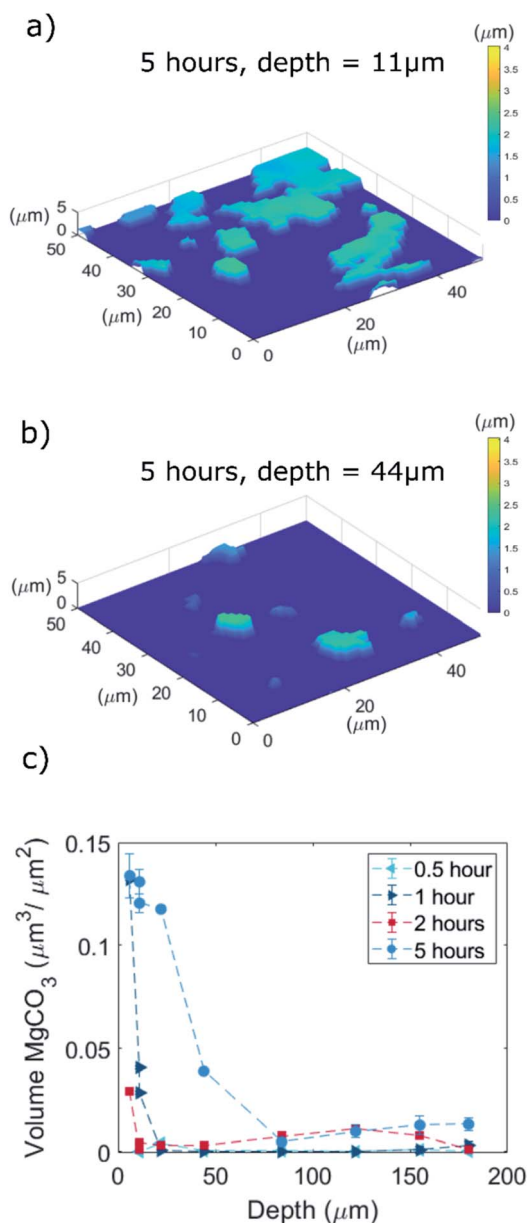 a)
(μm)
5 hours, depth = 11μm
4
3.5
3
2.5
2
1.5
1
0.5
0
(μm)
5
0
50
40
30
20
10
0
(μm)
0
20
40
(μm)
b)
(μm)
5 hours, depth = 44μm
4
3.5
3
2.5
2
1.5
1
0.5
0
(μm)
5
0
50
40
30
20
10
0
(μm)
0
20
40
(μm)
c)
Volume MgCO₃ (μm³/ μm²)
0.15
0.1
0.05
0
0.5 hour
1 hour
2 hours
5 hours
0 50 100 150 200
Depth (μm)